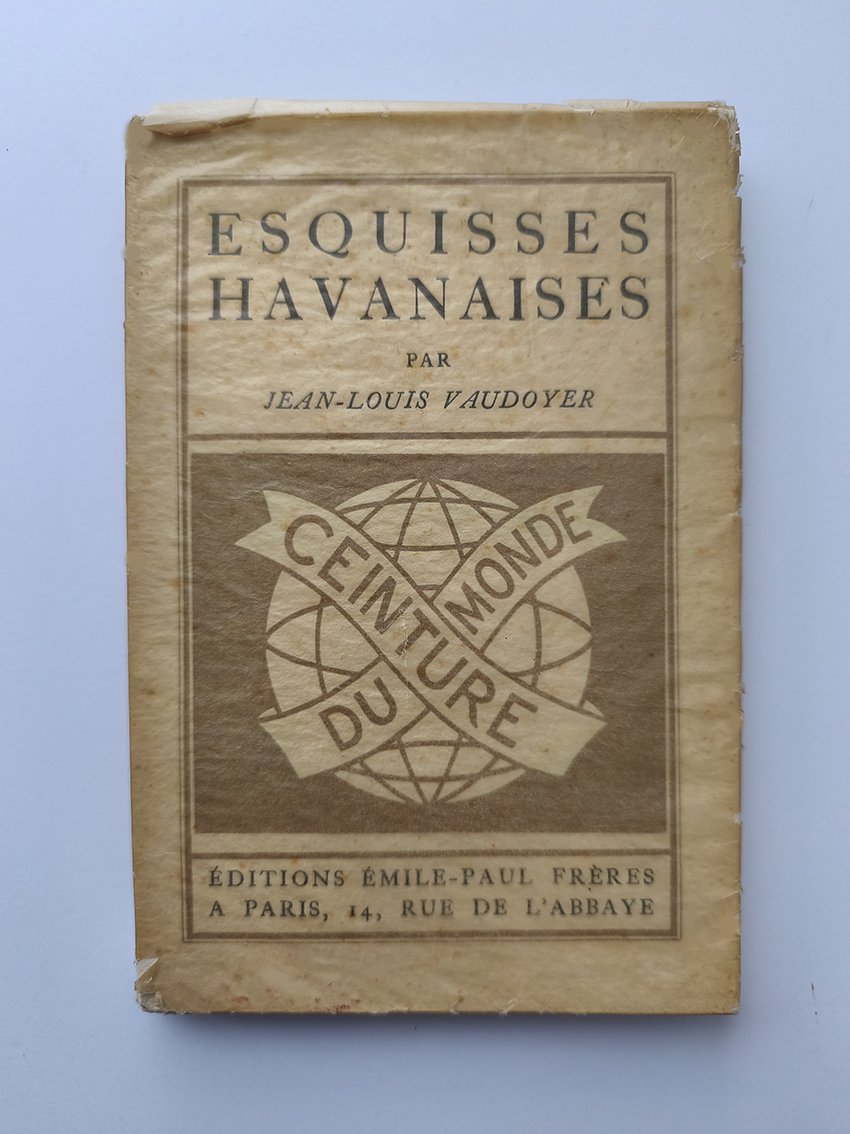 ESQUISSES
HAVANAISES
PAR
JEAN-LOUIS VAUDOYER
CEINTURE
DU MONDE
ÉDITIONS ÉMILE-PAUL FRÈRES
A PARIS, 14, RUE DE L'ABBAYE